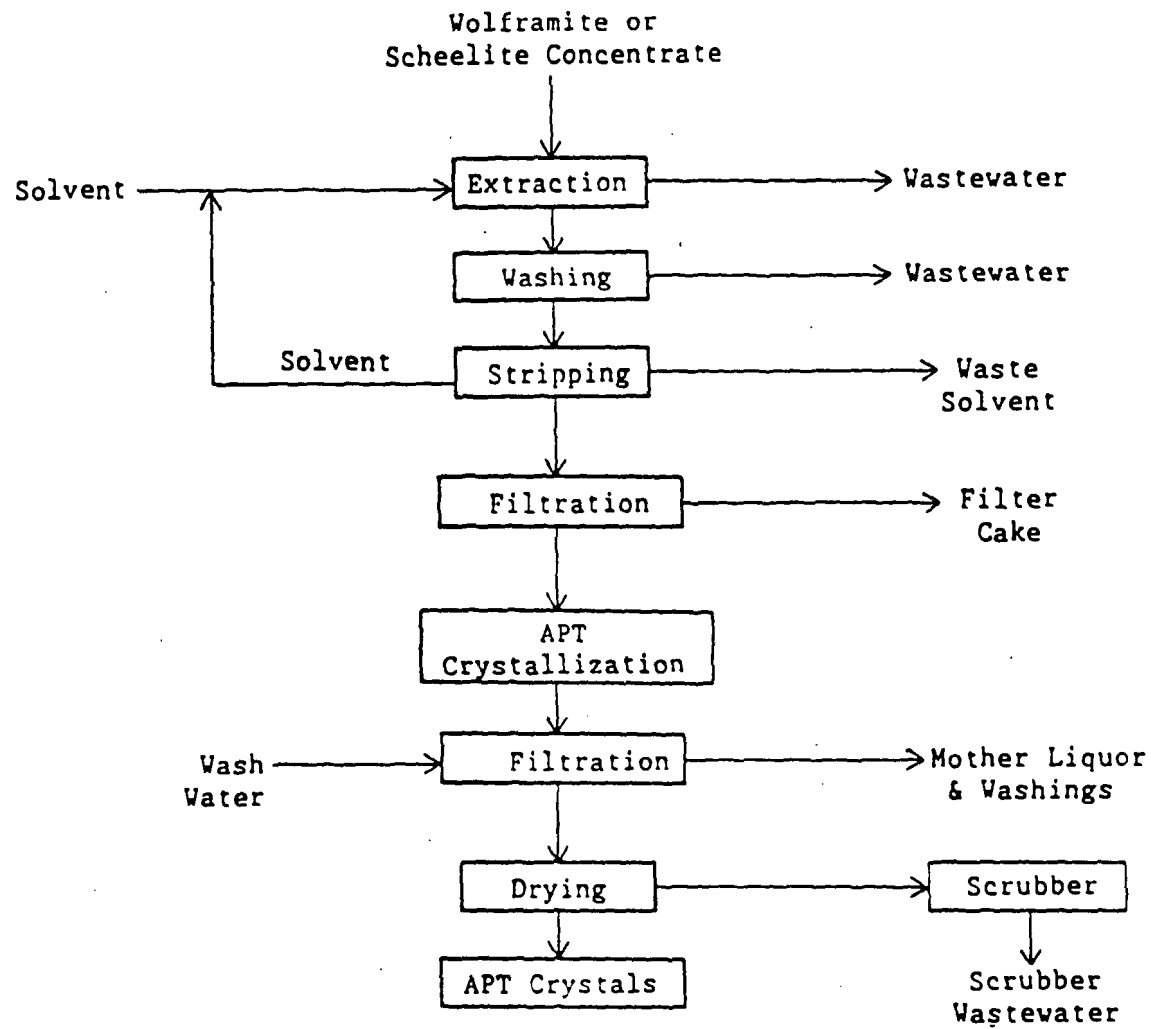 Wolframite or
Scheelite Concentrate
Solvent
Extraction
Wastewater
Washing
Wastewater
Solvent
Stripping
Waste
Solvent
Filtration
Filter
Cake
APT
Crystallization
Wash
Water
Filtration
Mother Liquor
& Washings
Drying
Scrubber
APT Crystals
Scrubber
Wastewater